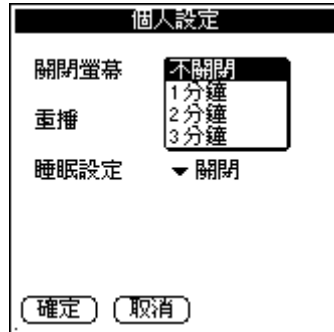 個人設定
關閉螢幕
不關閉
1分鐘
2分鐘
3分鐘
重播
睡眠設定 關閉
確定 取消